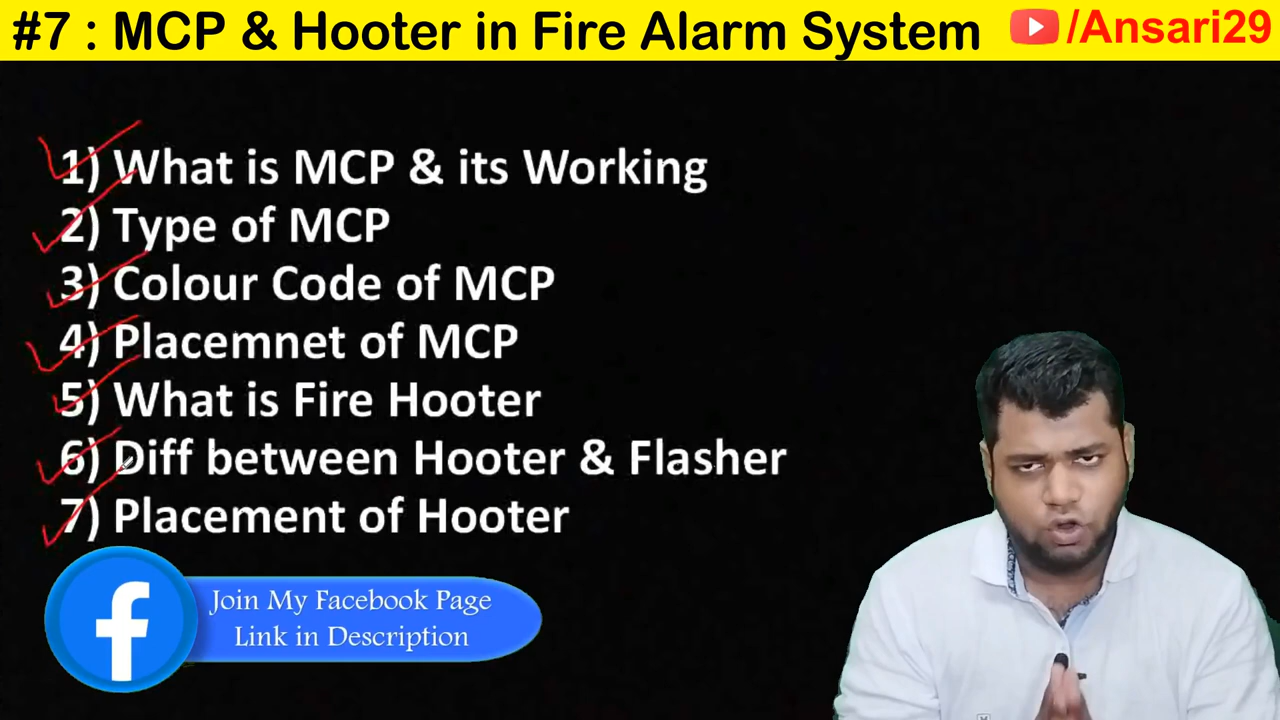 #7 : MCP & Hooter in Fire Alarm System
/Ansari29
1) What is MCP & its Working
2) Type of MCP
3) Colour Code of MCP
4) Placemnet of MCP
5) What is Fire Hooter
6) Diff between Hooter & Flasher
7) Placement of Hooter
Join My Facebook Page
Link in Description